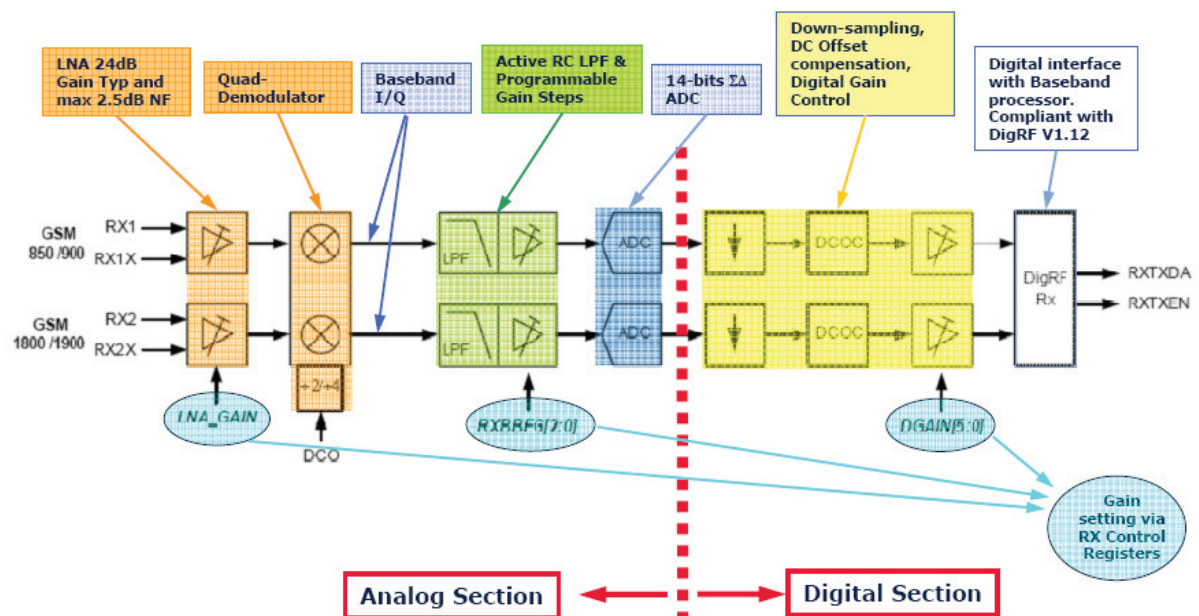 LNA 24dB
Gain Typ and
max 2.5dB NF
Quad-
Demodulator
Baseband
I/Q
Active RC LPF &
Programmable
Gain Steps
14-bits ΣΔ
ADC
Down-sampling,
DC Offset
compensation,
Digital Gain
Control
Digital interface
with Baseband
processor.
Compliant with
DigRF V1.12
GSM
850 /900
RX1
RX1X
LPF
ADC
DCOC
GSM
1800 /1900
RX2
RX2X
÷2/÷4
LPF
ADC
DCOC
DigRF
Rx
RXTXDA
RXTXEN
LNA_GAIN
DCO
RXBBFG[2:0]
DGAIN[5:0]
Gain
setting via
RX Control
Registers
Analog Section
Digital Section